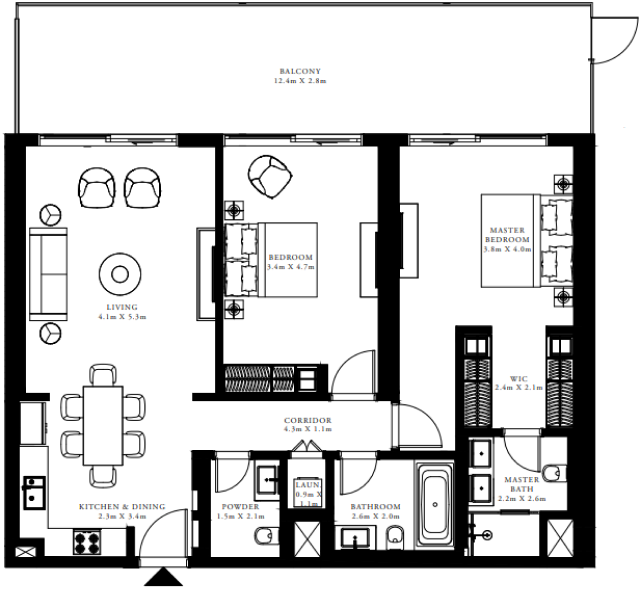 BALCONY
12.4m X 2.8m
MASTER
BEDROOM
3.8m X 4.0m
BEDROOM
3.4m X 4.7m
LIVING
4.1m X 5.3m
WIC
2.4m X 2.1m
CORRIDOR
4.3m X 1.1m
MASTER
BATH
2.2m X 2.6m
LAUN.
0.9m X
1.1m
KITCHEN & DINING
2.3m X 3.4m
POWDER
1.5m X 2.1m
BATHROOM
2.6m X 2.0m